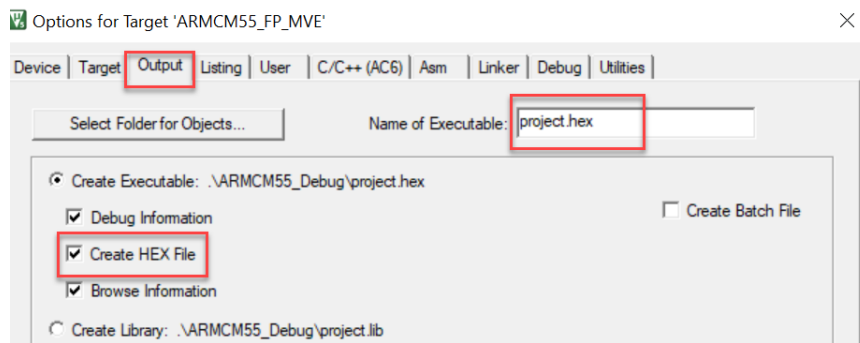 Options for Target 'ARMCM55_FP_MVE'
Device Target Output Listing User C/C++ (AC6) Asm Linker Debug Utilities
Select Folder for Objects... Name of Executable: project.hex
Create Executable: .\ARMCM55_Debug\project.hex
Debug Information Create Batch File
Create HEX File
Browse Information
Create Library: .\ARMCM55_Debug\project.lib